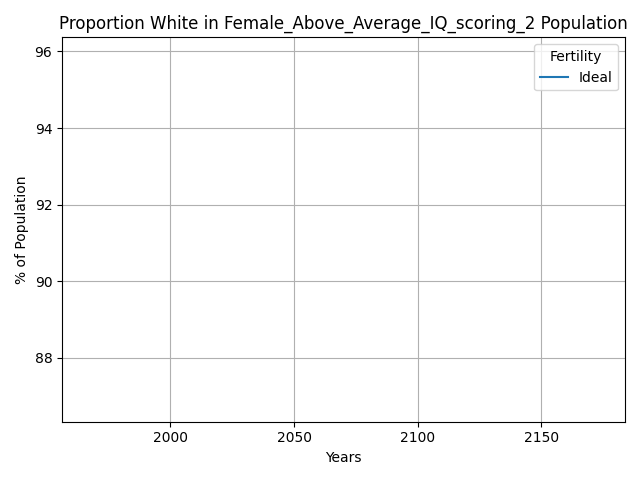 Proportion White in Female_Above_Average_IQ_scoring_2 Population
Fertility
Ideal
% of Population
96
94
92
90
88
2000 2050 2100 2150
Years